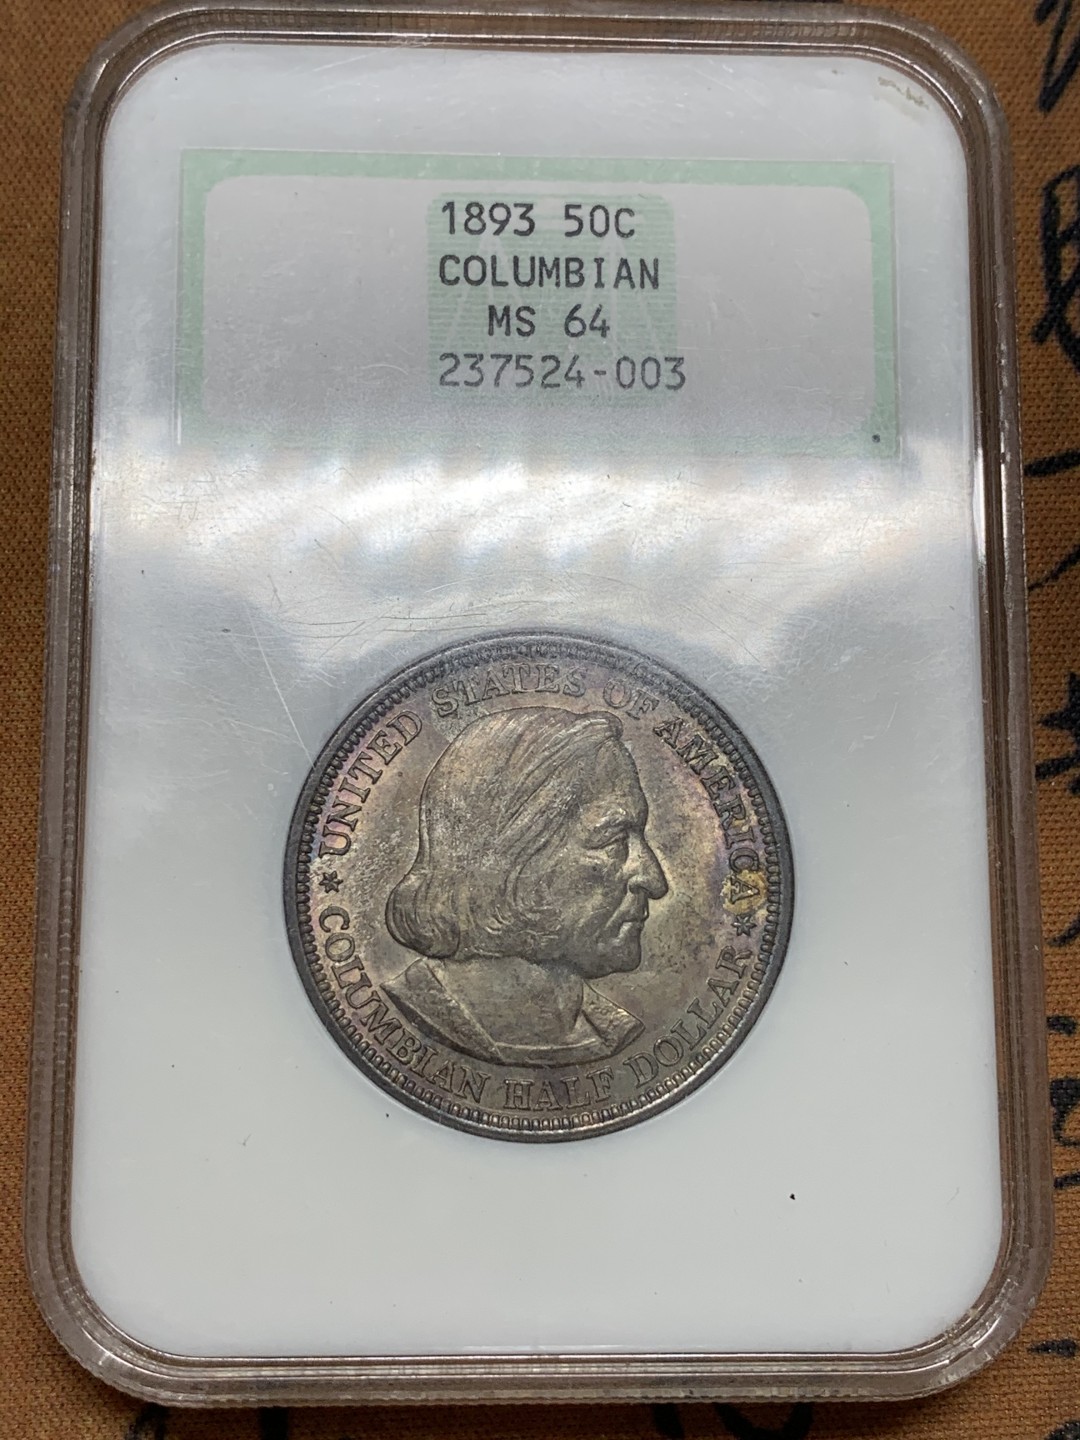 1893 50C
COLUMBIAN
MS 64
237524-003
UNITED STATES OF AMERICA
★ COLUMBIAN HALF DOLLAR ★